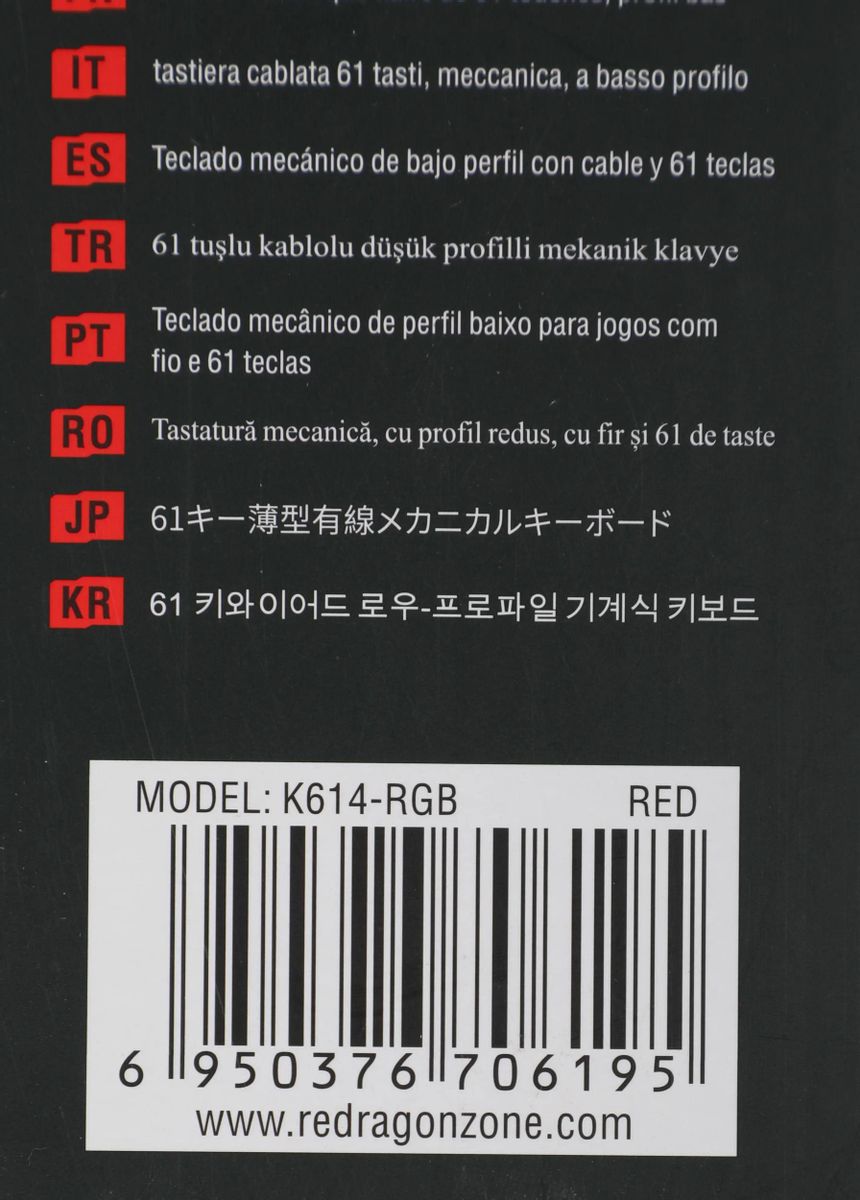 IT tastiera cablata 61 tasti, meccanica, a basso profilo
ES Teclado mecánico de bajo perfil con cable y 61 teclas
TR 61 tuşlu kablolu düşük profilli mekanik klavye
PT Teclado mecânico de perfil baixo para jogos com
fio e 61 teclas
RO Tastatură mecanică, cu profil redus, cu fir și 61 de taste
JP 61キー薄型有線メカニカルキーボード
KR 61 키와이어드 로우-프로파일 기계식 키보드
MODEL: K614-RGB RED
6 950376 706195
www.redragonzone.com